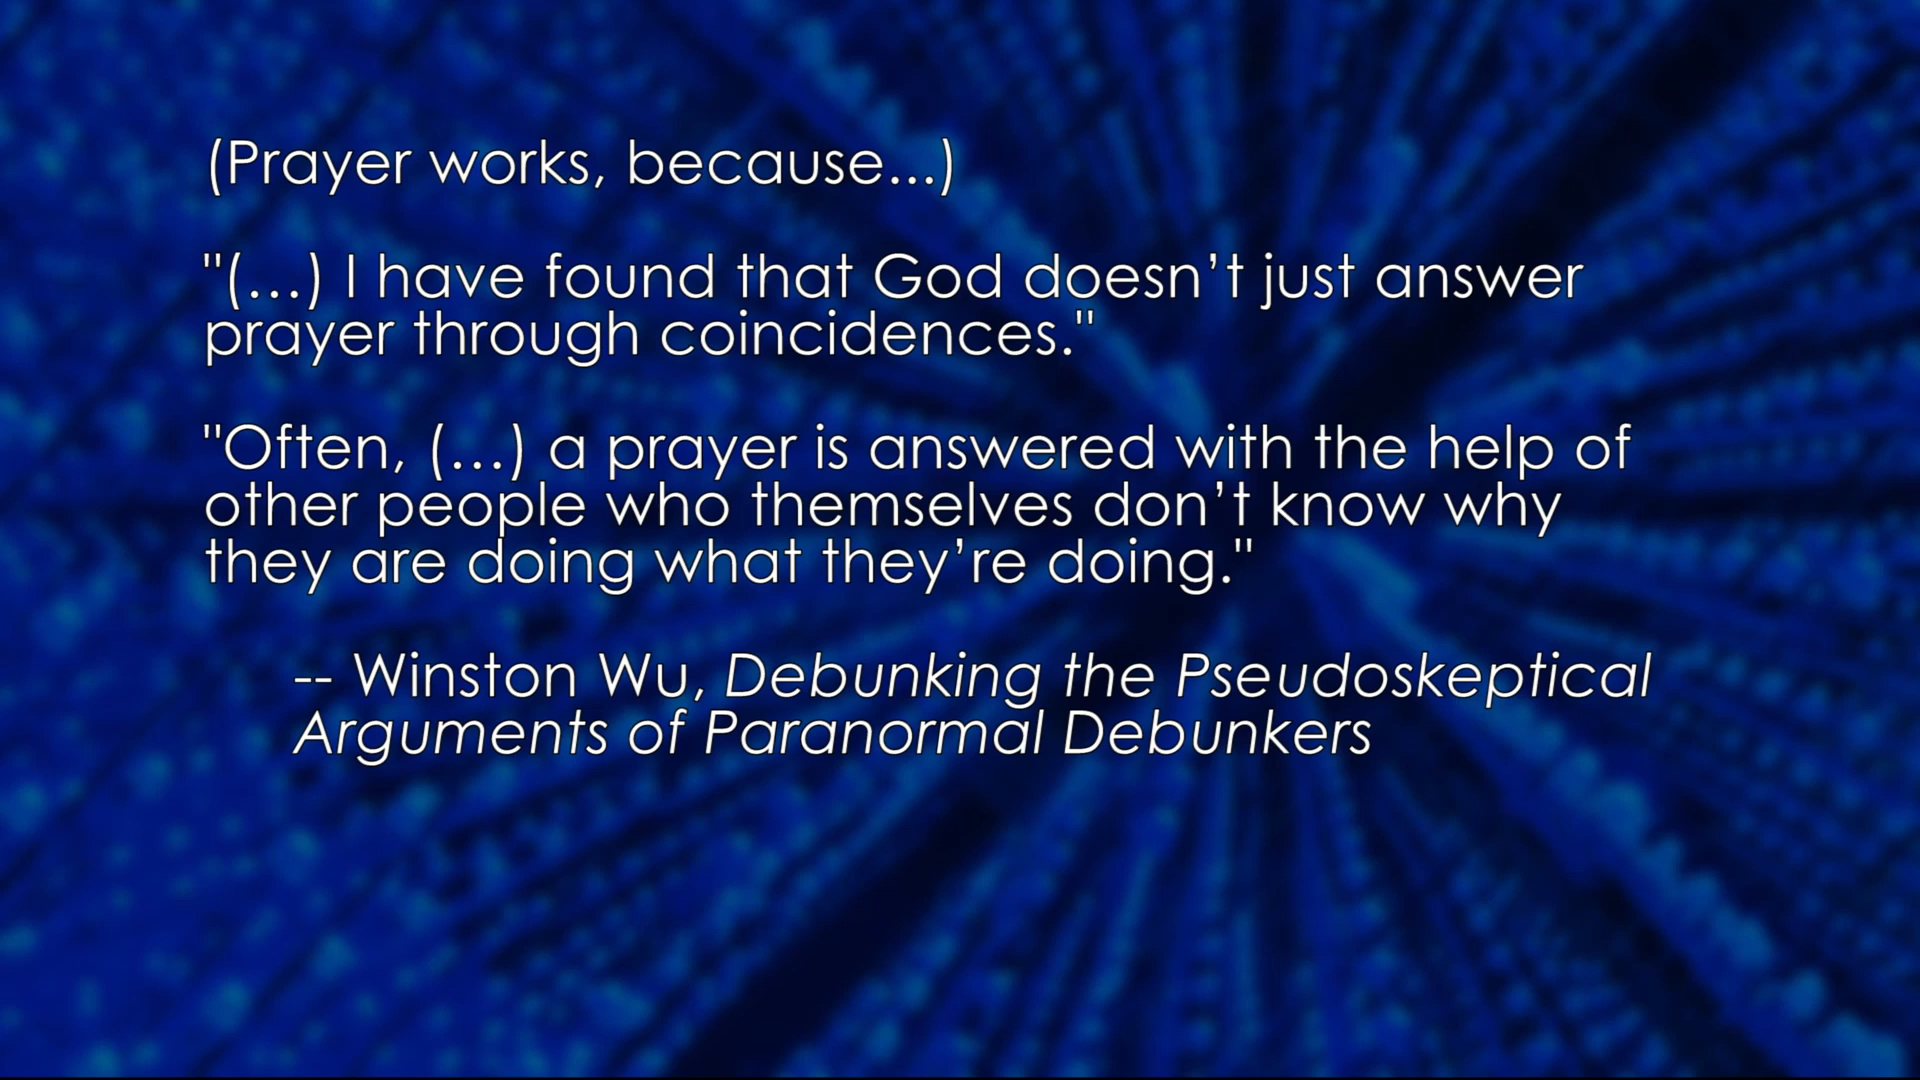 (Prayer works, because...)
"(...) I have found that God doesn’t just answer
prayer through coincidences."
"Often, (...) a prayer is answered with the help of
other people who themselves don’t know why
they are doing what they’re doing."
-- Winston Wu, Debunking the Pseudoskeptical
Arguments of Paranormal Debunkers